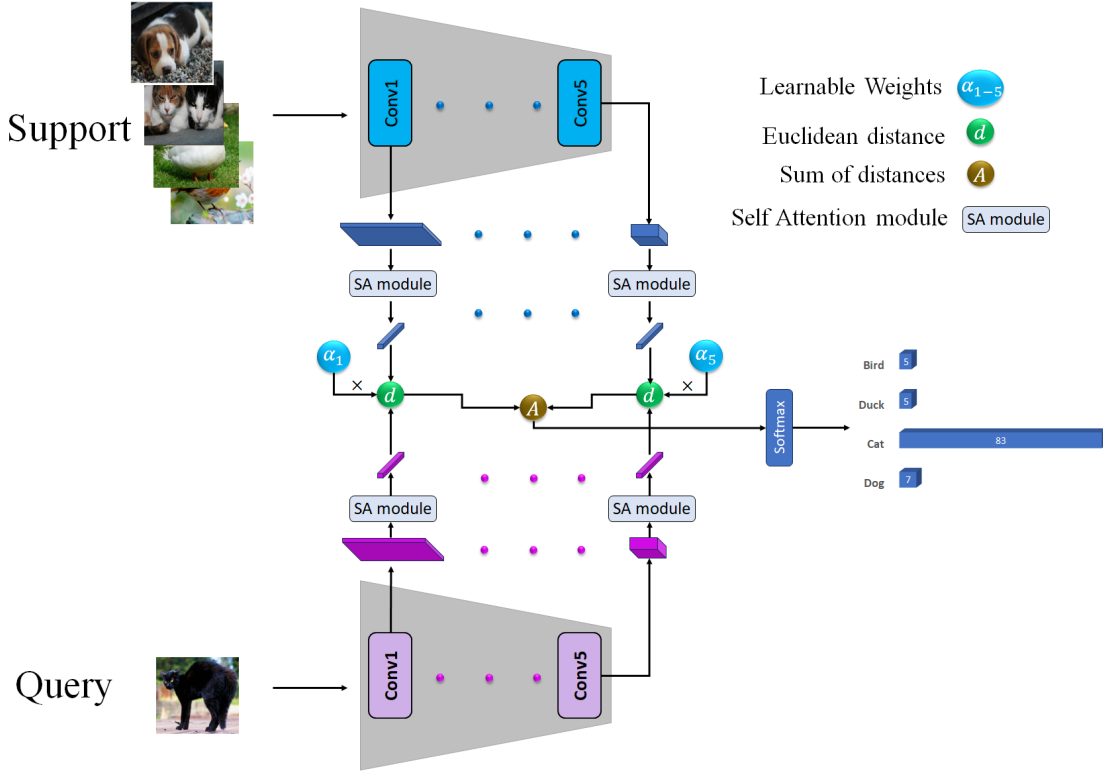 Support
Conv1
Conv5
Learnable Weights α₁₋₅
Euclidean distance d
Sum of distances A
Self Attention module SA module
SA module
SA module
α₁
α₅
×
×
d
d
A
Softmax
Bird 5
Duck 5
Cat 83
Dog 7
SA module
SA module
Query
Conv1
Conv5